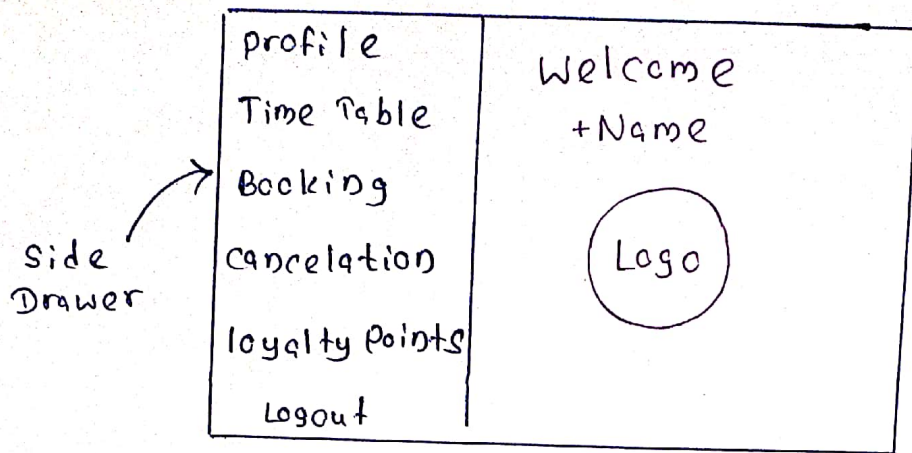 profile
Time Table
Booking
cancelation
loyalty Points
Logout
Side
Drawer
Welcome
+Name
Logo